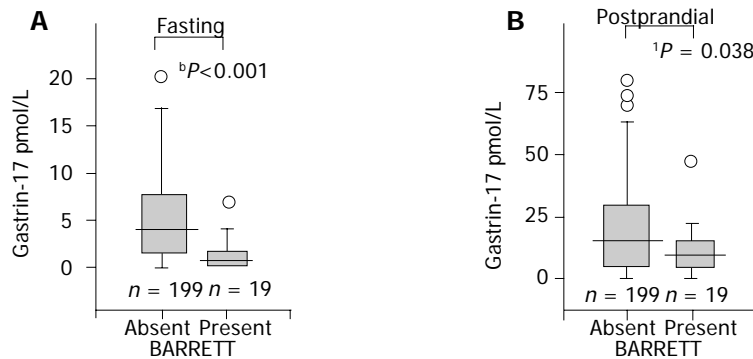 A
Fasting
ᵇP<0.001
Gastrin-17 pmol/L
20
15
10
5
0
n = 199 n = 19
Absent Present
BARRETT
B
Postprandial
¹P = 0.038
Gastrin-17 pmol/L
75
50
25
0
n = 199 n = 19
Absent Present
BARRETT